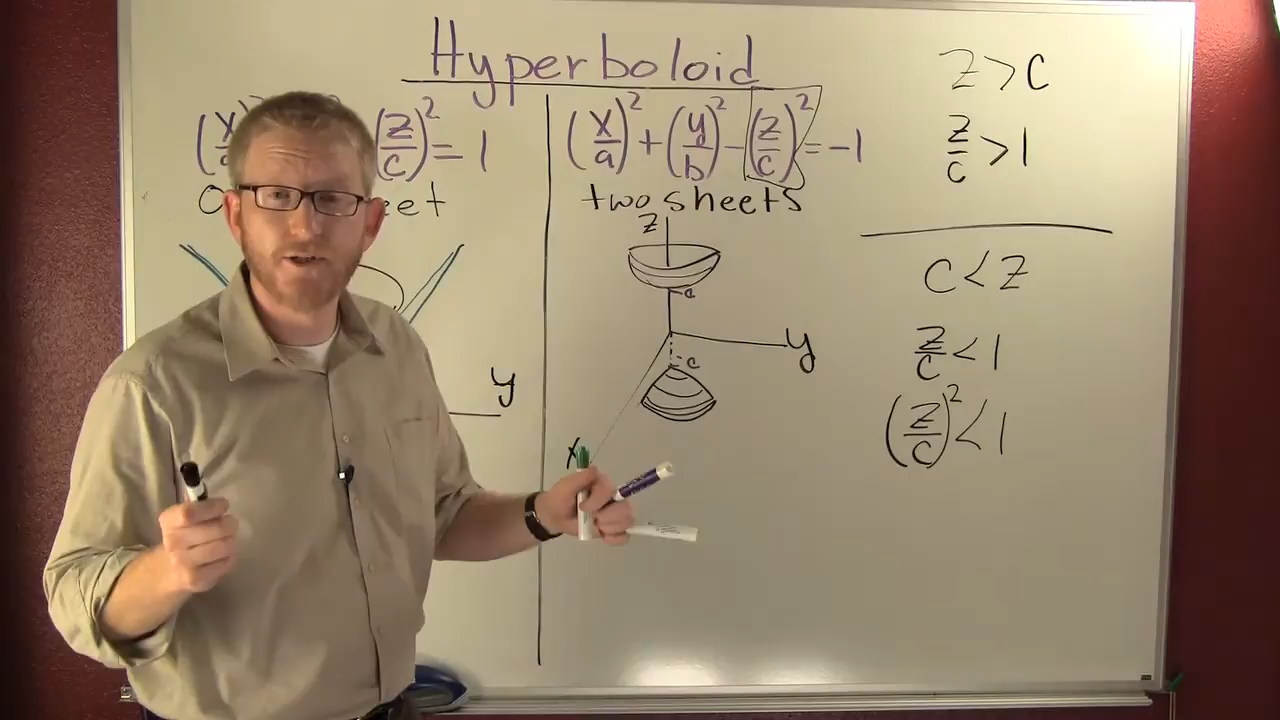 Hyperboloid
(z/c)² = 1
(x/a)² + (y/b)² - (z/c)² = -1
two sheets
z
c
y
-c
x
y
z > c
z/c > 1
c < z
z/c < 1
(z/c)² < 1